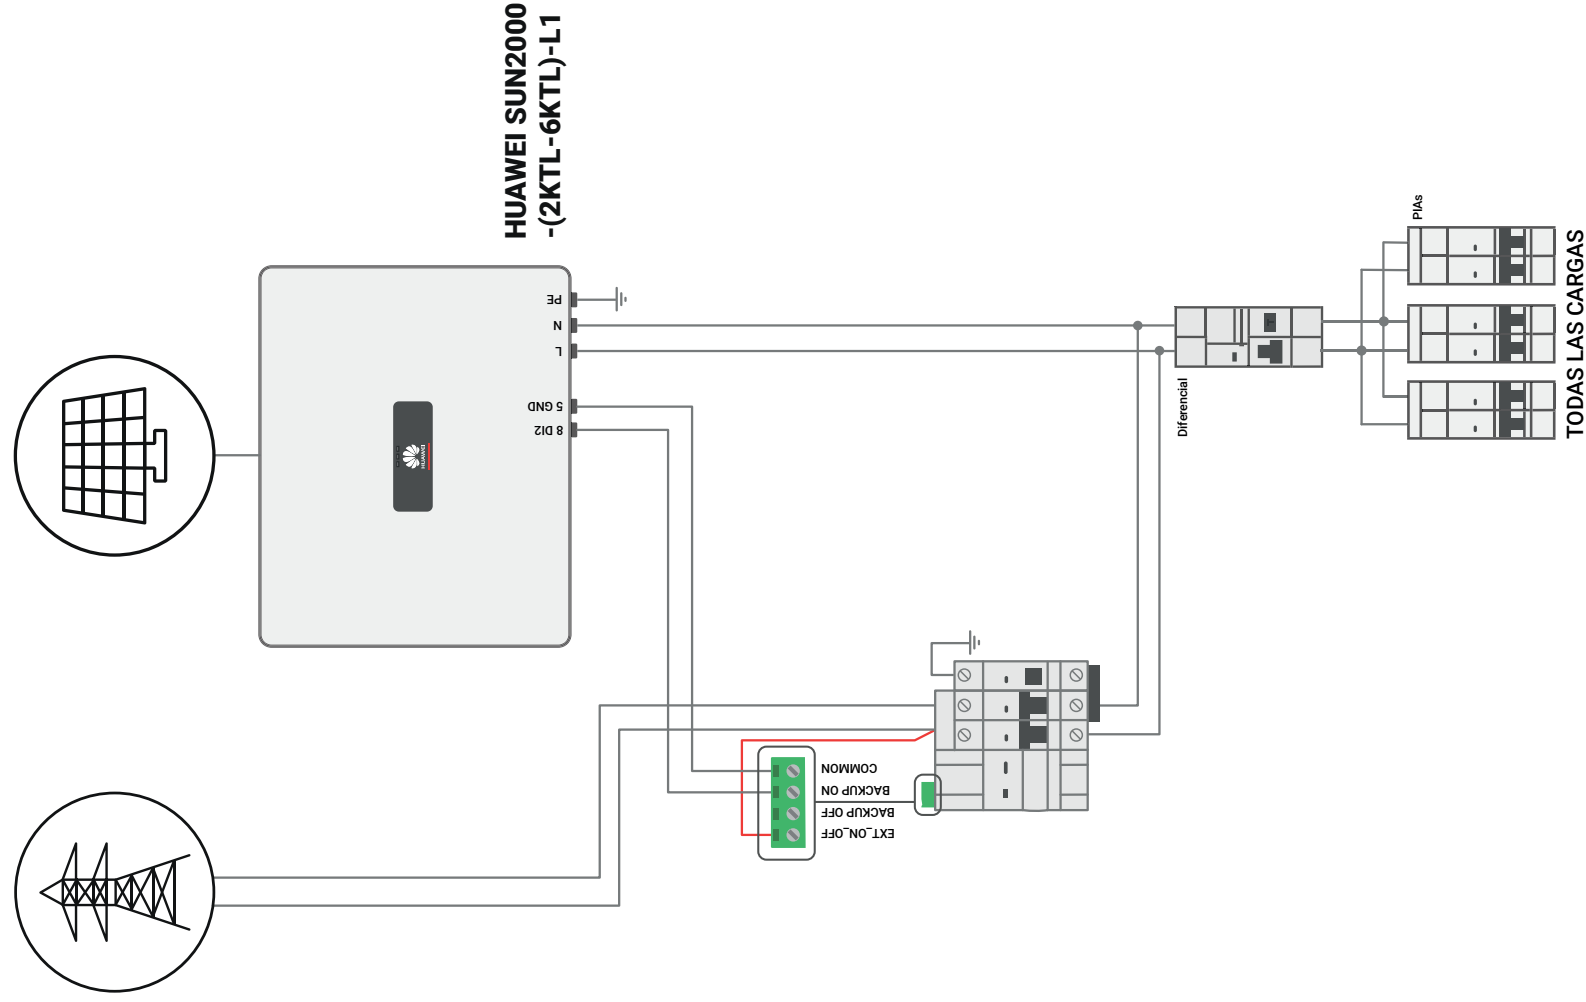 HUAWEI SUN2000
-(2KTL-6KTL)-L1
PE
N
L
5 GND
8 DI2
HUAWEI
Diferencial
PIAs
TODAS LAS CARGAS
COMMON
BACKUP ON
BACKUP OFF
EXT_ON_OFF